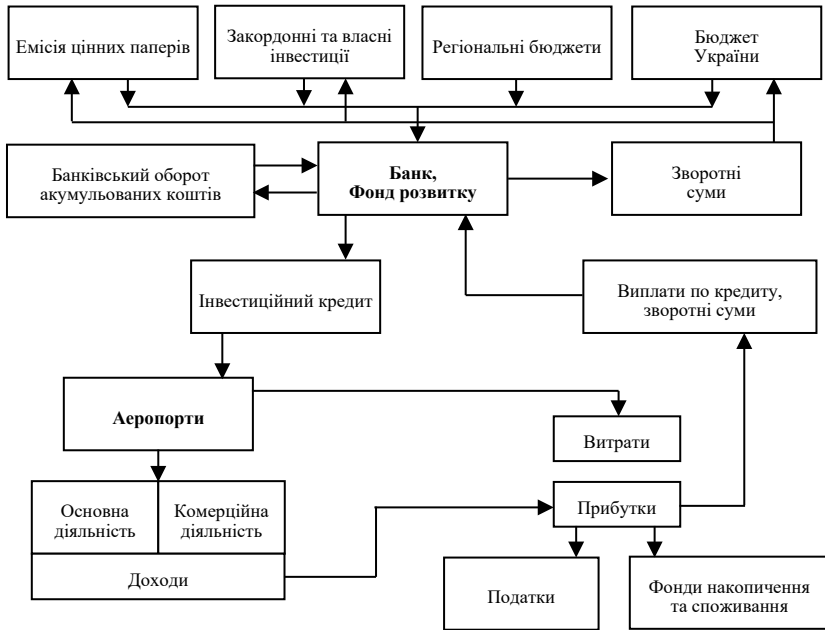 Емісія цінних паперів
Закордонні та власні
інвестиції
Регіональні бюджети
Бюджет
України
Банківський оборот
акумульованих коштів
Банк,
Фонд розвитку
Зворотні
суми
Інвестиційний кредит
Виплати по кредиту,
зворотні суми
Аеропорти
Витрати
Основна
діяльність
Комерційна
діяльність
Прибутки
Доходи
Податки
Фонди накопичення
та споживання